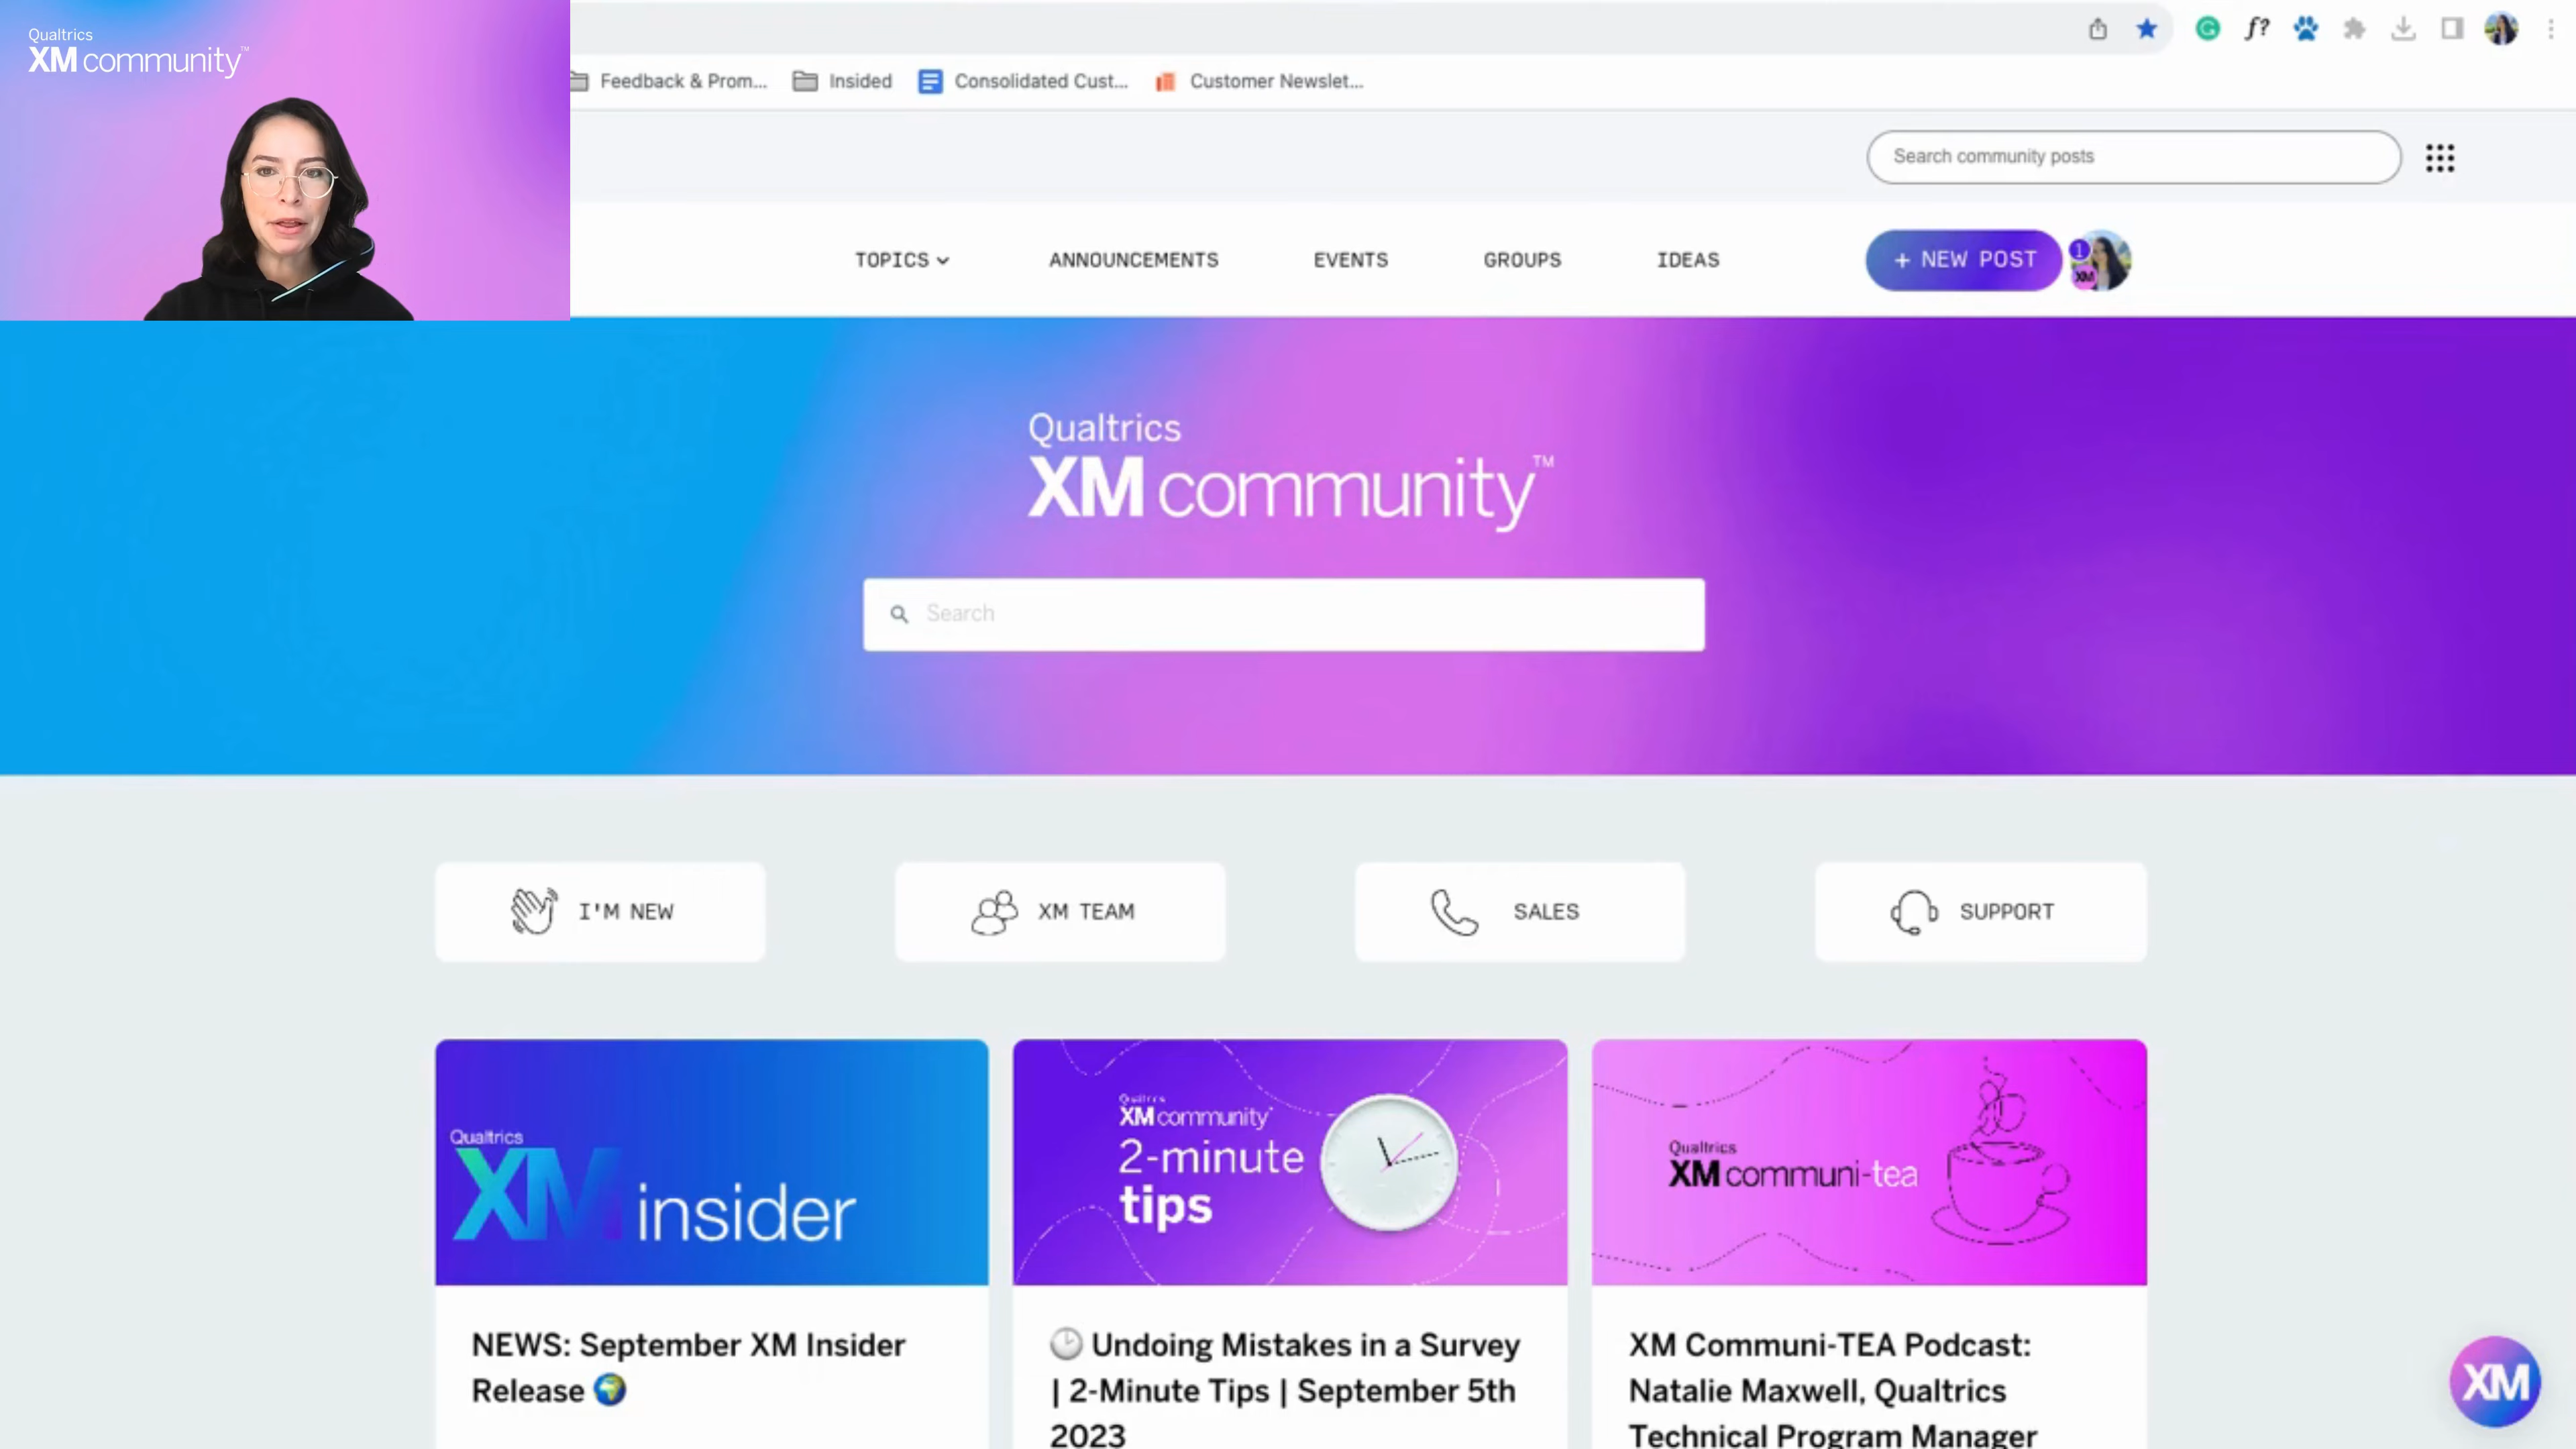 Qualtrics
XM community™
f?
Feedback & Prom...
Insided
Consolidated Cust...
Customer Newslet...
Search community posts
TOPICS
ANNOUNCEMENTS
EVENTS
GROUPS
IDEAS
+ NEW POST
1
XM
Qualtrics
XM community™
Search
I'M NEW
XM TEAM
SALES
SUPPORT
Qualtrics
XM insider
Qualtrics
XM community
2-minute
tips
Qualtrics
XM communi-tea
NEWS: September XM Insider
Release
Undoing Mistakes in a Survey
| 2-Minute Tips | September 5th
2023
XM Communi-TEA Podcast:
Natalie Maxwell, Qualtrics
Technical Program Manager
XM